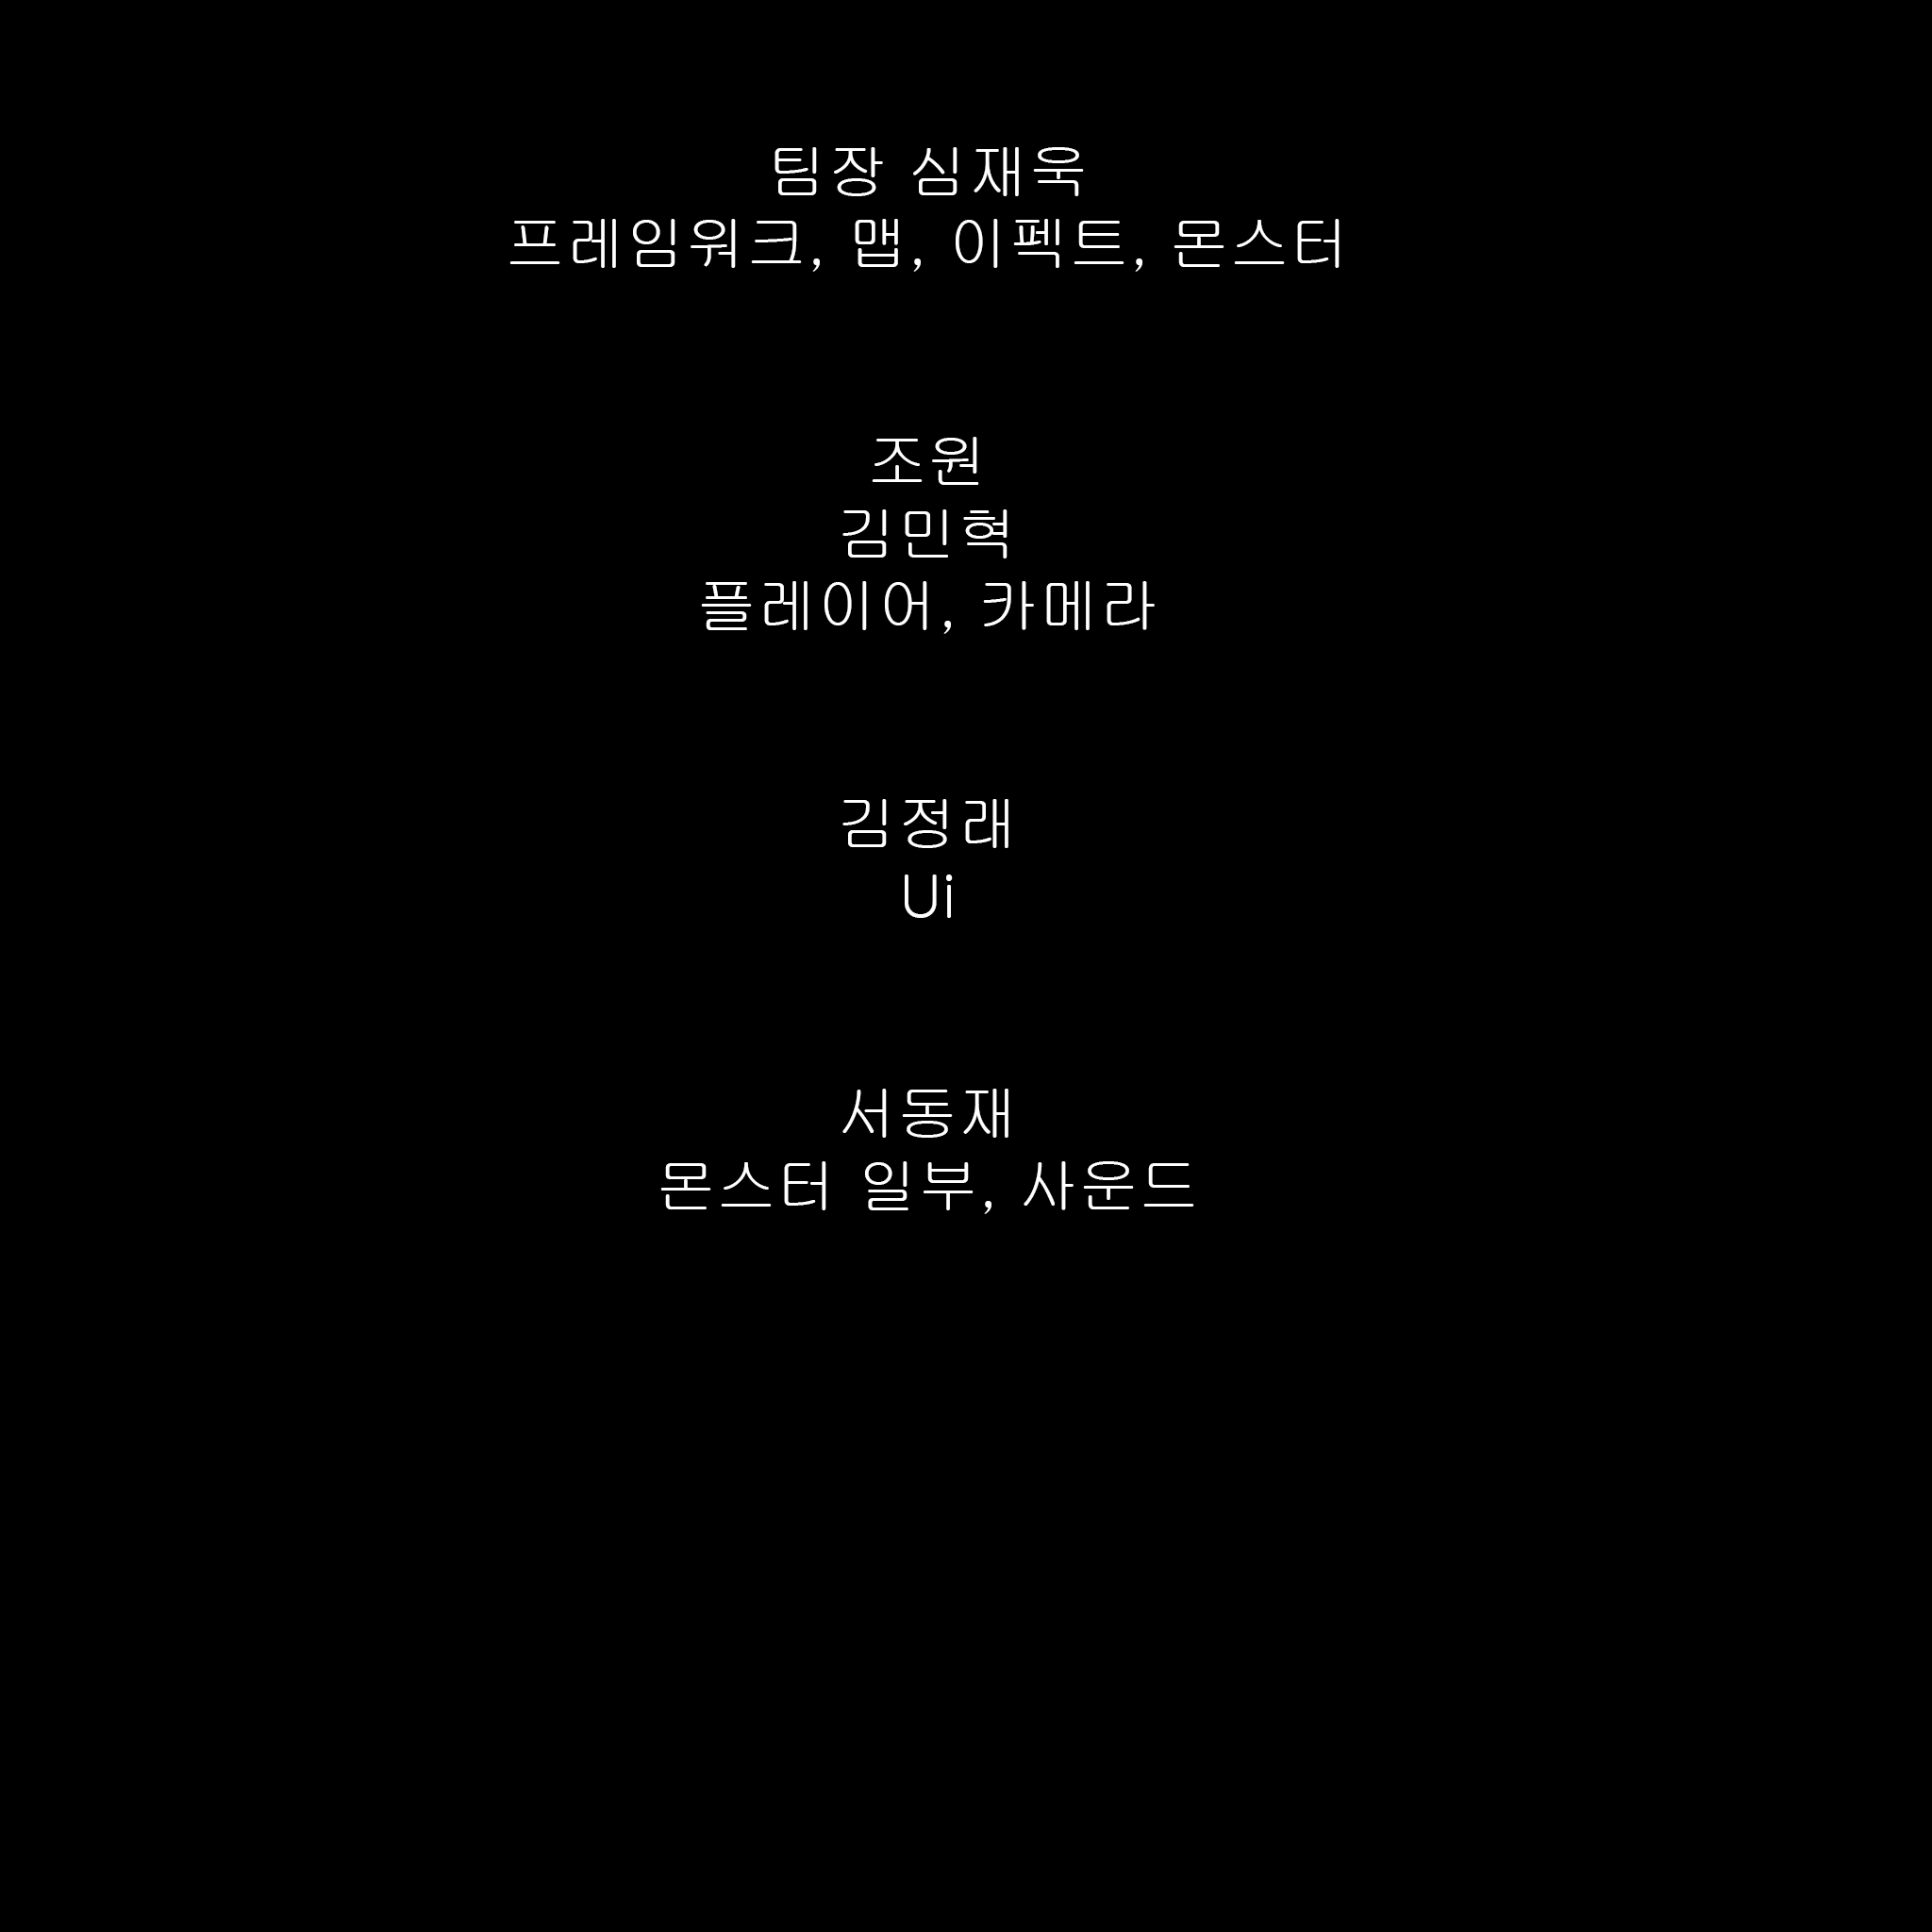 팀장 심재욱
프레임워크, 맵, 이펙트, 몬스터
조원
김민혁
플레이어, 카메라
김정래
Ui
서동재
몬스터 일부, 사운드